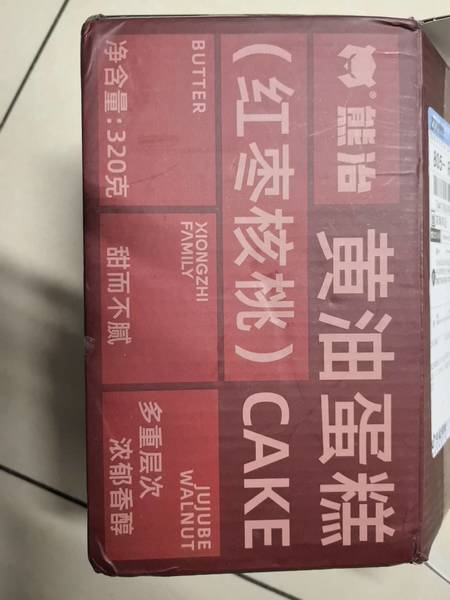 熊治®
黄油蛋糕
（红枣核桃）
CAKE
BUTTER
净含量:320克
XIONGZHI
FAMILY
甜而不腻
JUJUBE
WALNUT
多重层次
浓郁香醇
805-